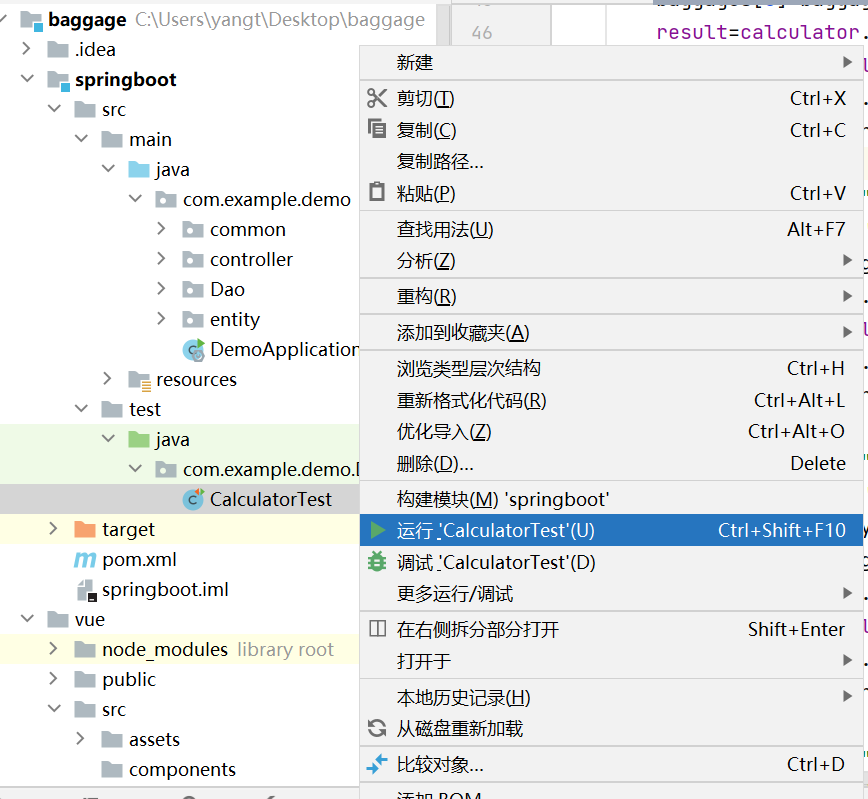 baggage C:\Users\yangt\Desktop\baggage
.idea
springboot
src
main
java
com.example.demo
common
controller
Dao
entity
DemoApplication
resources
test
java
com.example.demo.
CalculatorTest
target
pom.xml
springboot.iml
vue
node_modules library root
public
src
assets
components
46
result=calculator.
新建
剪切(T) Ctrl+X
复制(C) Ctrl+C
复制路径...
粘贴(P) Ctrl+V
查找用法(U) Alt+F7
分析(Z)
重构(R)
添加到收藏夹(A)
浏览类型层次结构 Ctrl+H
重新格式化代码(R) Ctrl+Alt+L
优化导入(Z) Ctrl+Alt+O
删除(D)... Delete
构建模块(M) 'springboot'
运行 'CalculatorTest'(U) Ctrl+Shift+F10
调试 'CalculatorTest'(D)
更多运行/调试
在右侧拆分部分打开 Shift+Enter
打开于
本地历史记录(H)
从磁盘重新加载
比较对象... Ctrl+D
添加 BOM